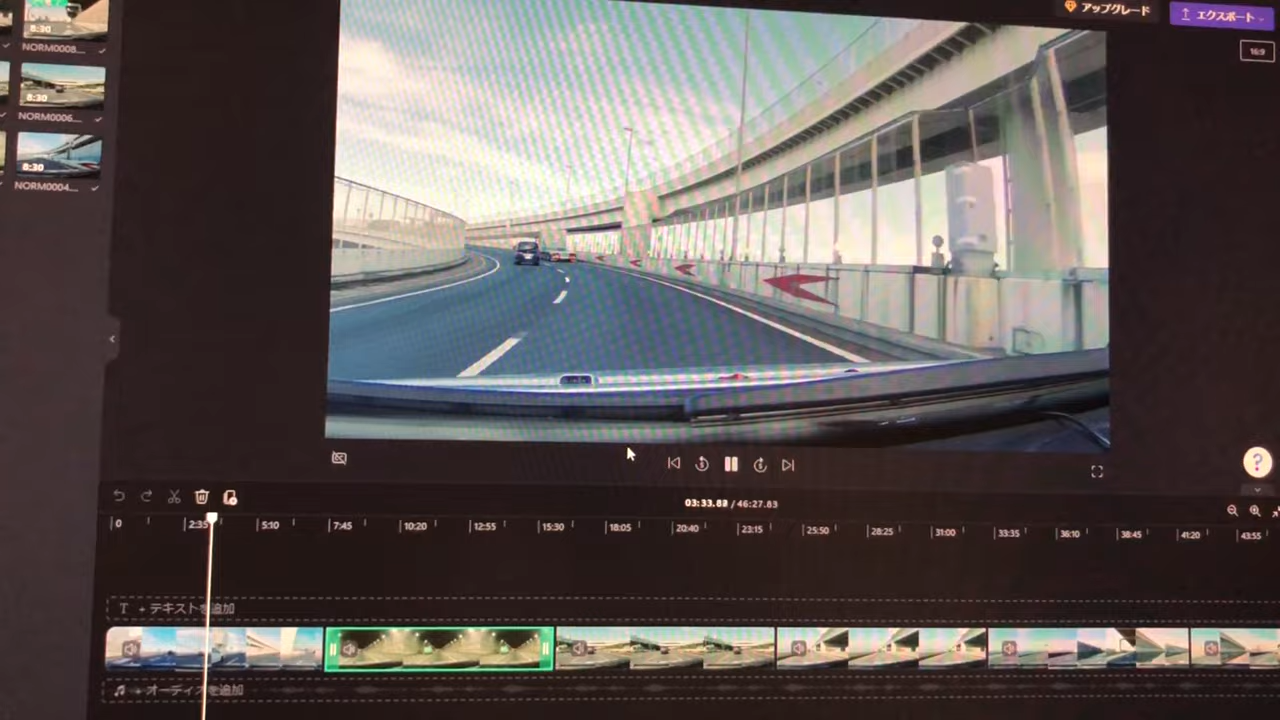 アップグレード
エクスポート
16:9
8:30
NORM0008...
8:30
NORM0006...
8:30
NORM0004...
?
03:33.80 / 46:27.83
0 2:35 5:10 7:45 10:20 12:55 15:30 18:05 20:40 23:15 25:50 28:25 31:00 33:35 36:10 38:45 41:20 43:55
T + テキストを追加
+ オーディオを追加